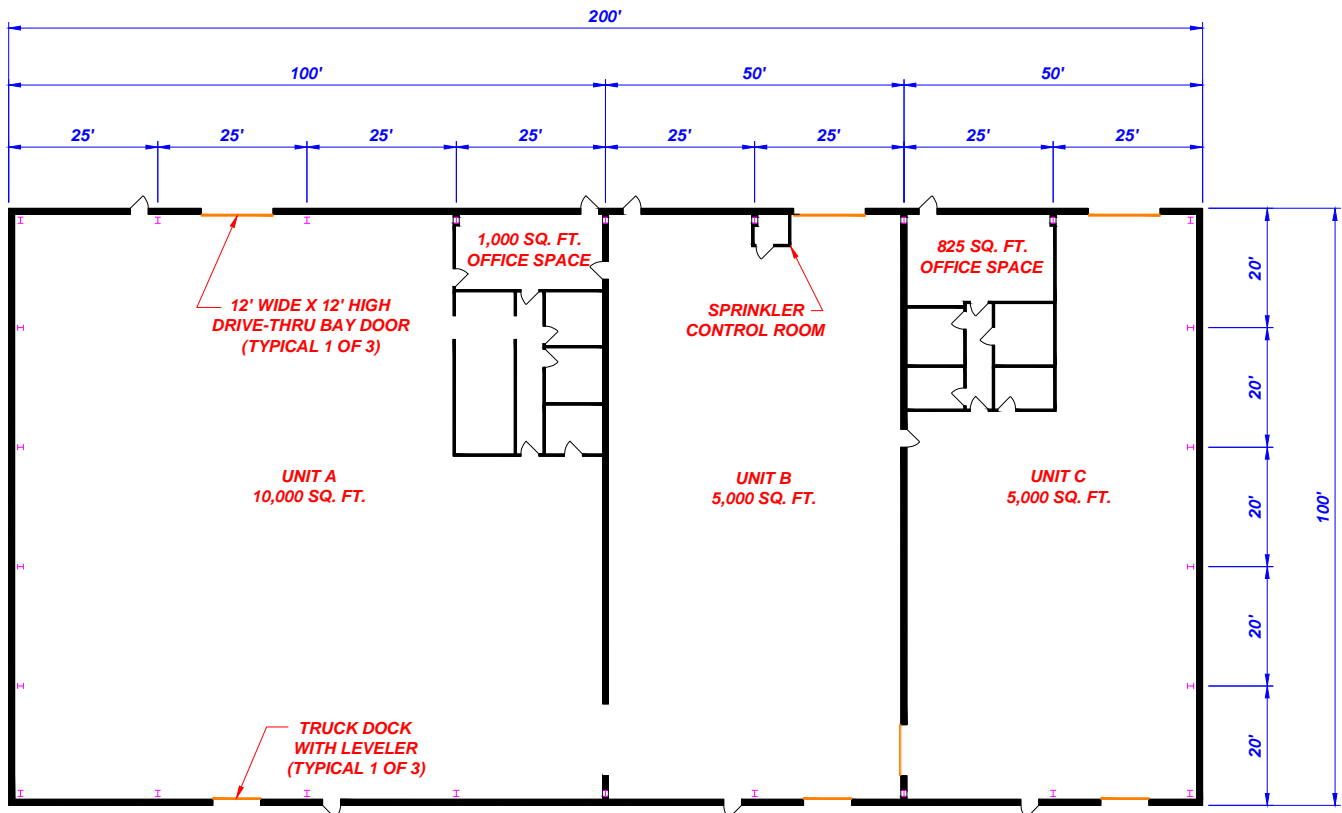 200'
100'
50'
50'
25'
25'
25'
25'
25'
25'
25'
25'
1,000 SQ. FT.
OFFICE SPACE
825 SQ. FT.
OFFICE SPACE
12' WIDE X 12' HIGH
DRIVE-THRU BAY DOOR
(TYPICAL 1 OF 3)
SPRINKLER
CONTROL ROOM
UNIT A
10,000 SQ. FT.
UNIT B
5,000 SQ. FT.
UNIT C
5,000 SQ. FT.
TRUCK DOCK
WITH LEVELER
(TYPICAL 1 OF 3)
20'
20'
20'
20'
20'
100'